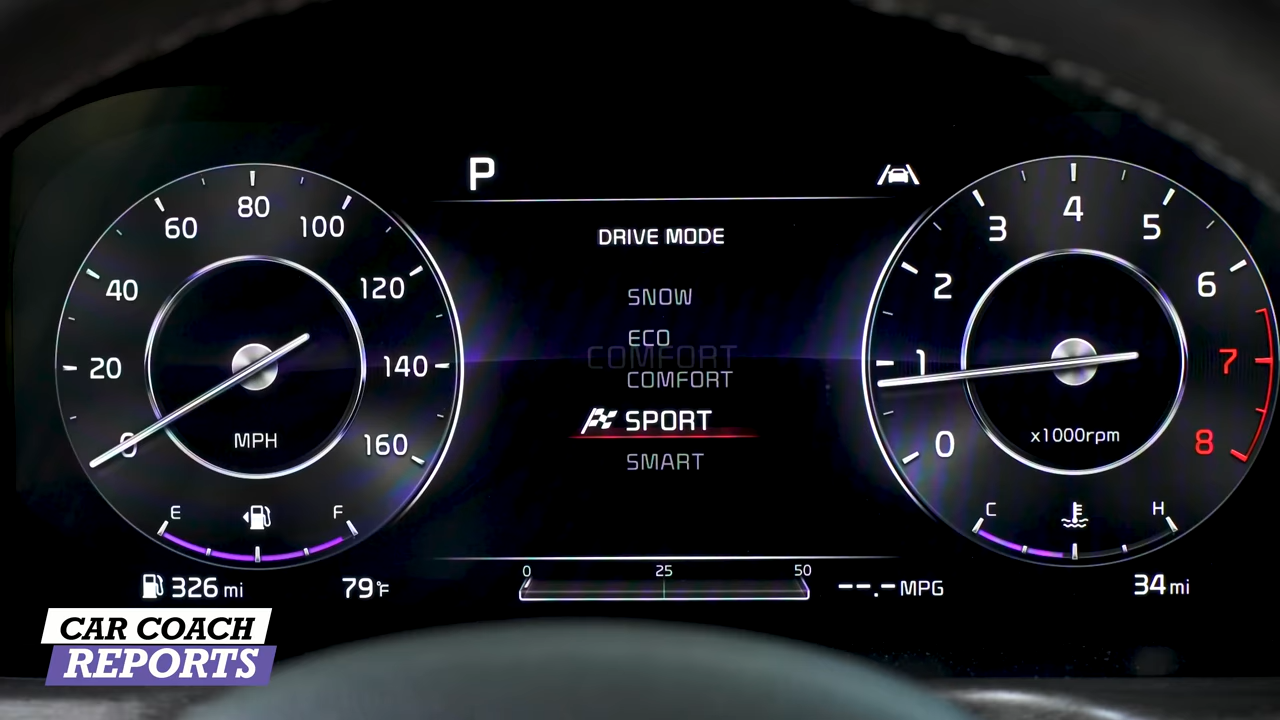 P
DRIVE MODE
SNOW
ECO
COMFORT
COMFORT
SPORT
SMART
0
20
40
60
80
100
120
140
160
MPH
E
F
326 mi
79°F
0
25
50
--.- MPG
0
1
2
3
4
5
6
7
8
x1000rpm
C
H
34 mi
CAR COACH
REPORTS